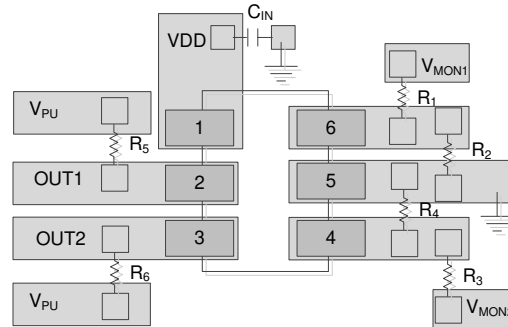 C_IN
VDD
V_MON1
V_PU
R_1
1
6
R_5
R_2
OUT1
2
5
R_4
OUT2
3
4
R_6
R_3
V_PU
V_MON